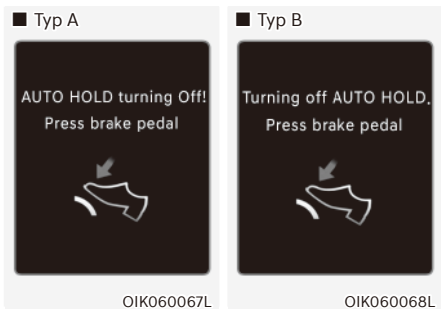 ■ Typ A
AUTO HOLD turning Off!
Press brake pedal
OIK060067L
■ Typ B
Turning off AUTO HOLD.
Press brake pedal
OIK060068L